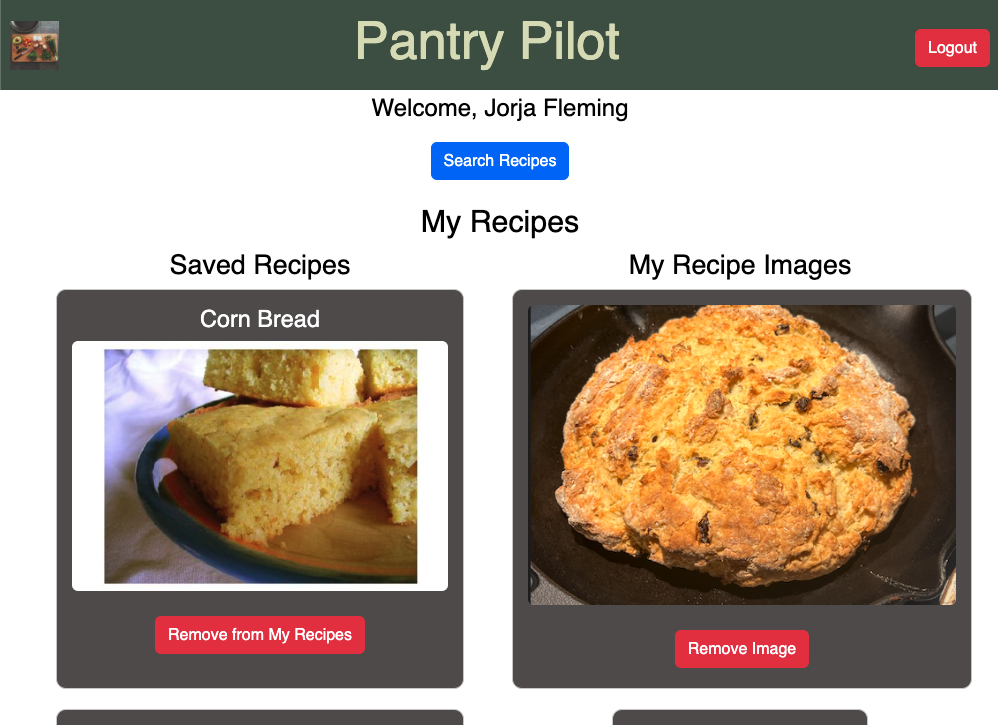 Pantry Pilot
Logout
Welcome, Jorja Fleming
Search Recipes
My Recipes
Saved Recipes
My Recipe Images
Corn Bread
Remove from My Recipes
Remove Image